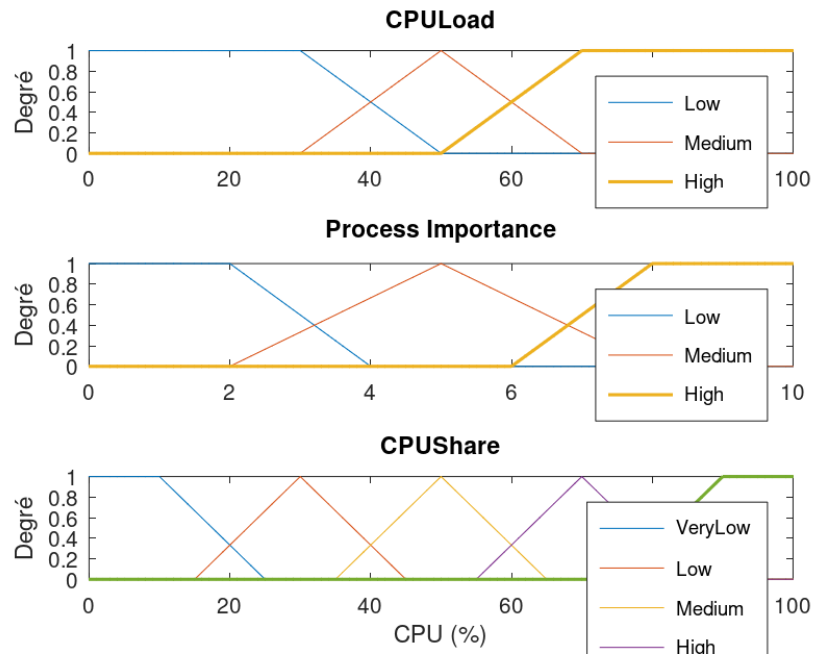 CPULoad
Degré
1
0.8
0.6
0.4
0.2
0
0 20 40 60 100
Low
Medium
High
Process Importance
Degré
1
0.8
0.6
0.4
0.2
0
0 2 4 6 10
Low
Medium
High
CPUShare
Degré
1
0.8
0.6
0.4
0.2
0
0 20 40 60 100
CPU (%)
VeryLow
Low
Medium
High